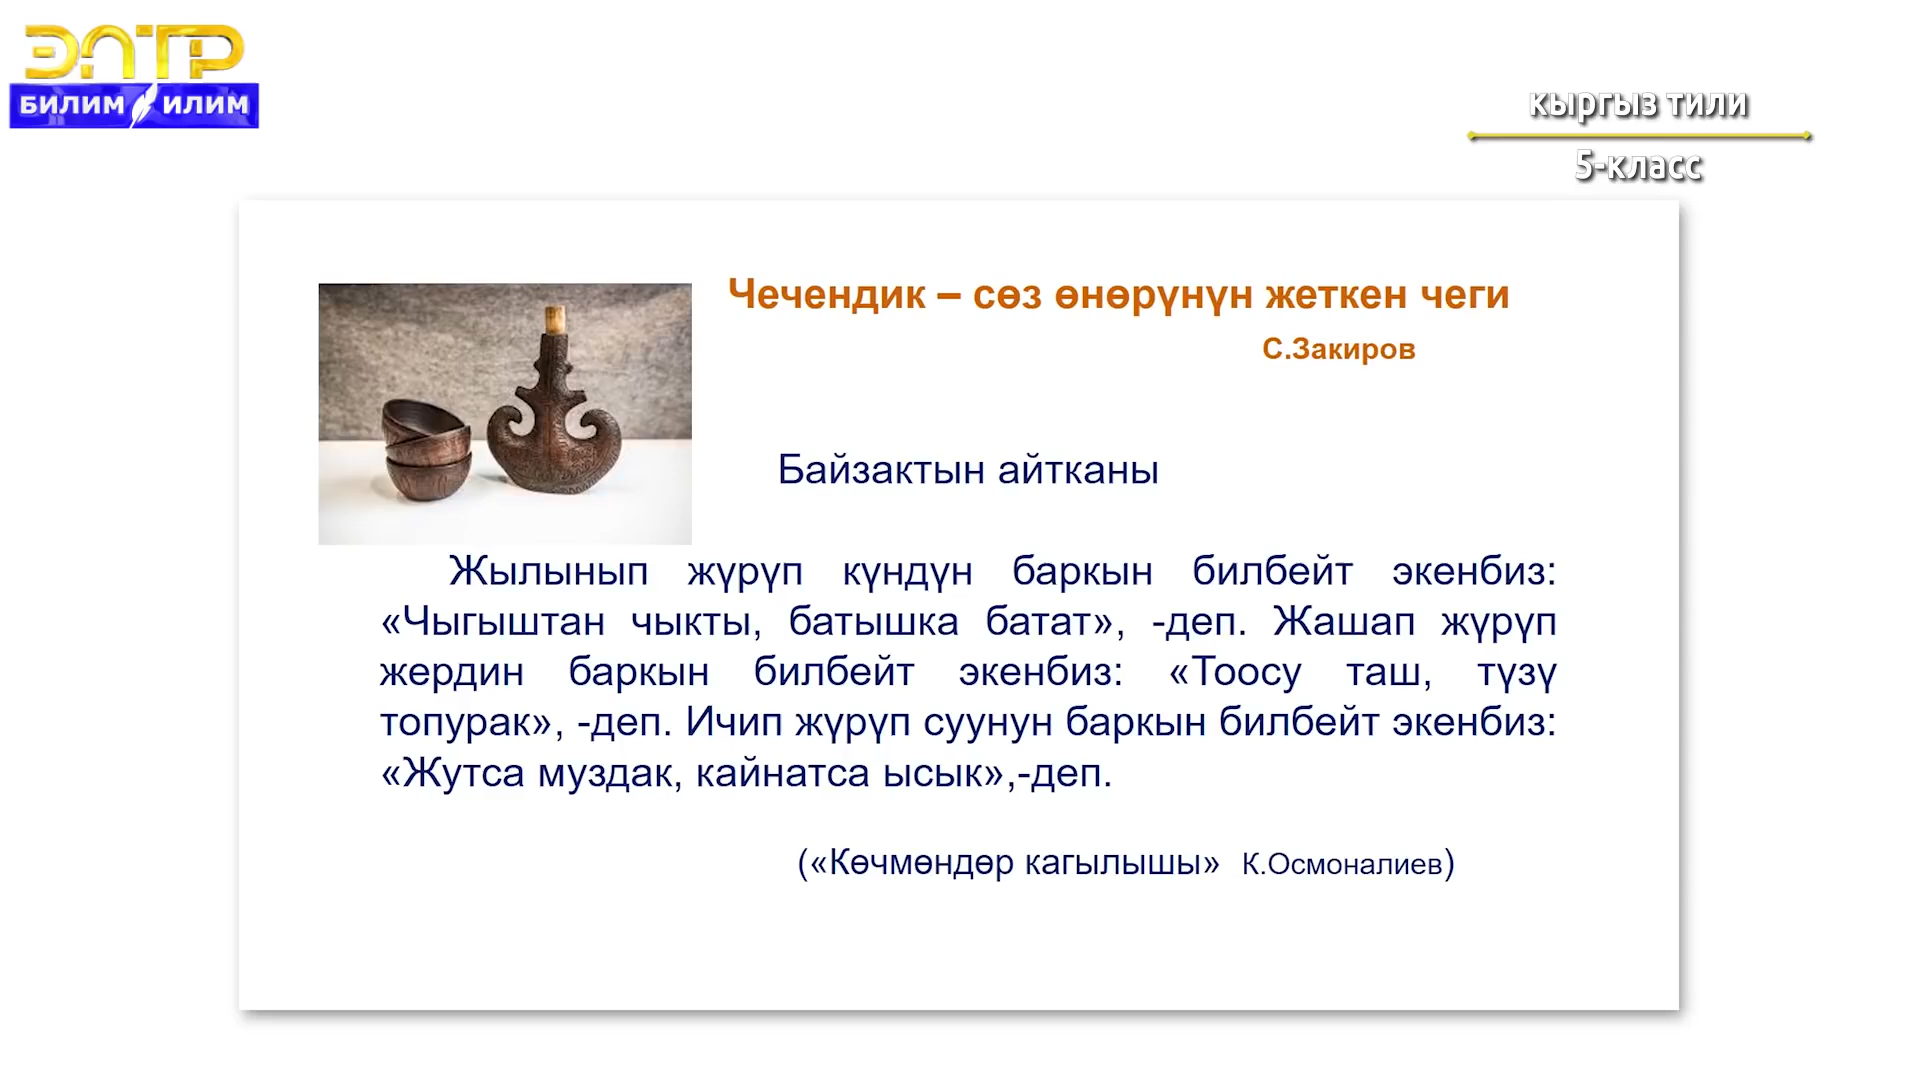 ЭЛТР
БИЛИМ ИЛИМ
кыргыз тили
5-класс
Чечендик – сөз өнөрүнүн жеткен чеги
С.Закиров
Байзактын айтканы
Жылынып жүрүп күндүн баркын билбейт экенбиз:
«Чыгыштан чыкты, батышка батат», -деп. Жашап жүрүп
жердин баркын билбейт экенбиз: «Тоосу таш, түзү
топурак», -деп. Ичип жүрүп суунун баркын билбейт экенбиз:
«Жутса муздак, кайнатса ысык»,-деп.
(«Көчмөндөр кагылышы» К.Осмоналиев)